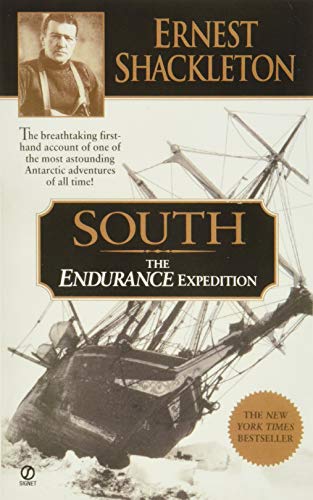 ERNEST
SHACKLETON
The breathtaking first-
hand account of one of
the most astounding
Antarctic adventures
of all time!
SOUTH
THE
ENDURANCE EXPEDITION
THE NEW
YORK TIMES
BESTSELLER
SIGNET